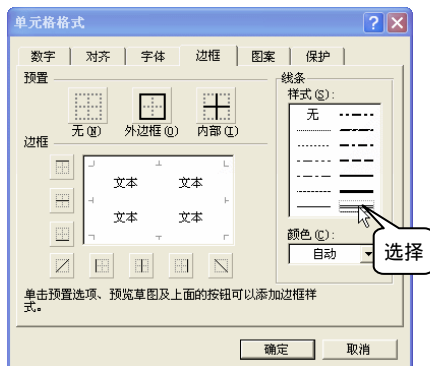 单元格格式
数字 对齐 字体 边框 图案 保护
预置
无(N) 外边框(O) 内部(I)
线条
样式(S):
无
边框
文本 文本
文本 文本
颜色(C):
自动
选择
单击预置选项、预览草图及上面的按钮可以添加边框样
式。
确定 取消